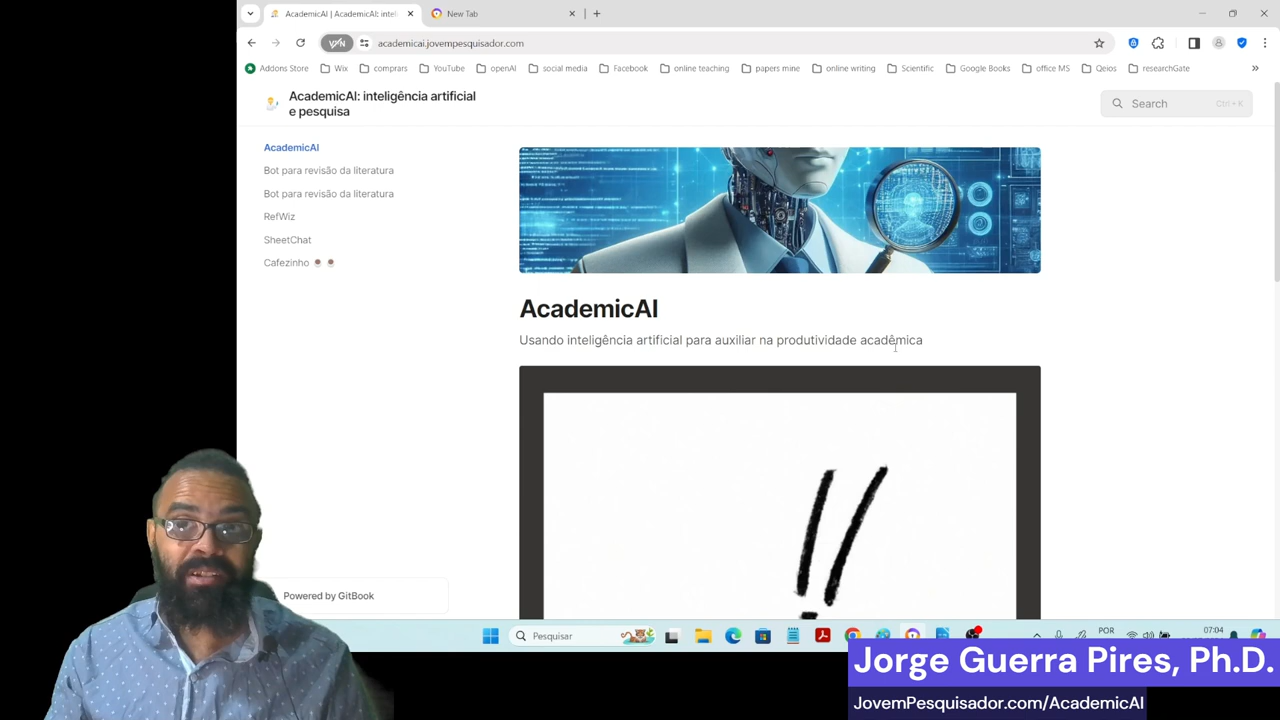 AcademicAI | AcademicAI: intel
New Tab
VPN
academicai.jovempesquisador.com
Addons Store
Wix
comprars
YouTube
openAI
social media
Facebook
online teaching
papers mine
online writing
Scientific
Google Books
office MS
Qeios
researchGate
AcademicAI: inteligência artificial
e pesquisa
Search
Ctrl + K
AcademicAI
Bot para revisão da literatura
Bot para revisão da literatura
RefWiz
SheetChat
Cafezinho
AcademicAI
Usando inteligência artificial para auxiliar na produtividade acadêmica
!!
Powered by GitBook
Pesquisar
POR
07:04
Jorge Guerra Pires, Ph.D.
JovemPesquisador.com/AcademicAI